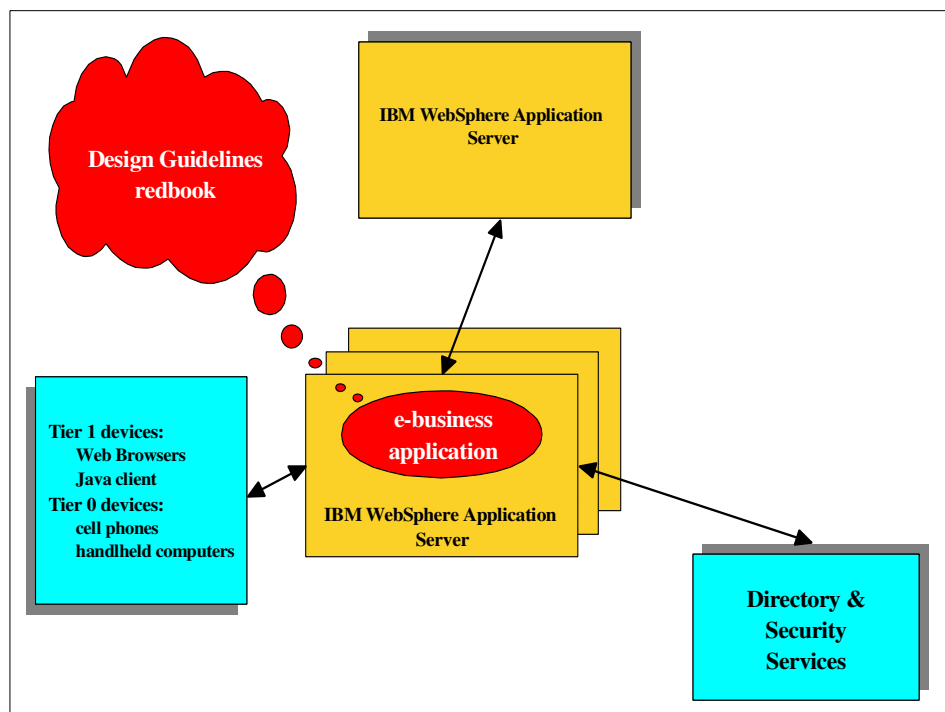 IBM WebSphere Application
Server
Design Guidelines
redbook
e-business
application
IBM WebSphere Application
Server
Tier 1 devices:
Web Browsers
Java client
Tier 0 devices:
cell phones
handlheld computers
Directory &
Security
Services